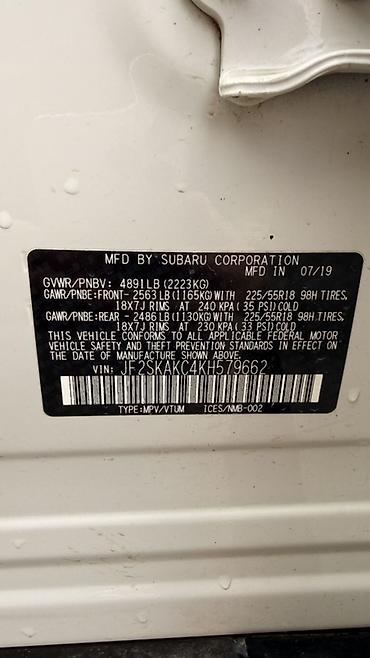 MFD BY SUBARU CORPORATION
MFD IN 07/19
GVWR/PNBV: 4891LB(2223KG)
GAWR/PNBE:FRONT- 2563LB(1165KG)WITH 225/55R18 98H TIRES,
18X7J RIMS AT 240 KPA( 35 PSI)COLD
GAWR/PNBE:REAR - 2486LB(1130KG)WITH 225/55R18 98H TIRES,
18X7J RIMS AT 230 KPA( 33 PSI)COLD
THIS VEHICLE CONFORMS TO ALL APPLICABLE FEDERAL MOTOR
VEHICLE SAFETY AND THEFT PREVENTION STANDARDS IN EFFECT
ON THE DATE OF MANUFACTURE SHOWN ABOVE.
VIN: JF2SKAKC4KH579662
TYPE:MPV/VTUM ICES/NMB-002